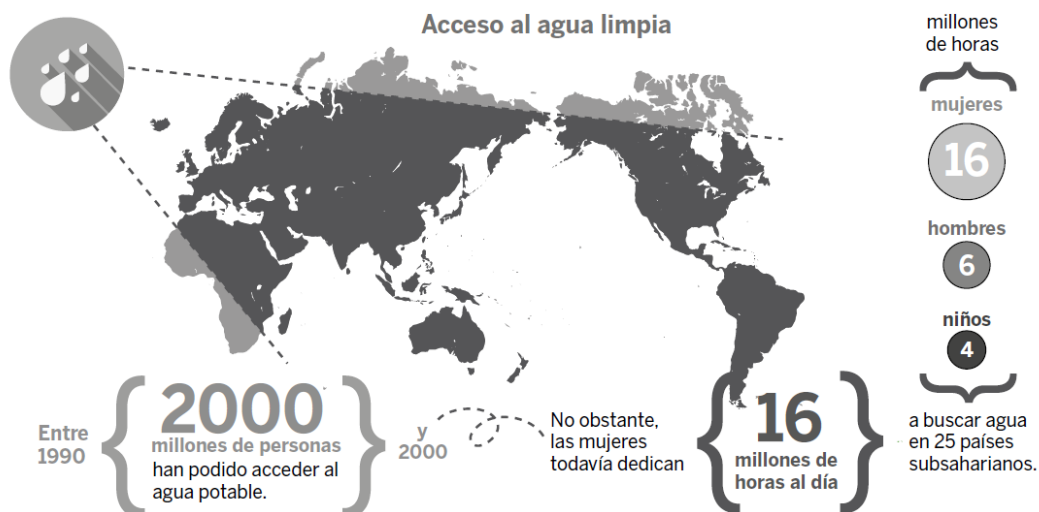 Acceso al agua limpia
Entre
1990
2000
millones de personas
han podido acceder al
agua potable.
y
2000
No obstante,
las mujeres
todavía dedican
16
millones de
horas al día
millones
de horas
mujeres
16
hombres
6
niños
4
a buscar agua
en 25 países
subsaharianos.